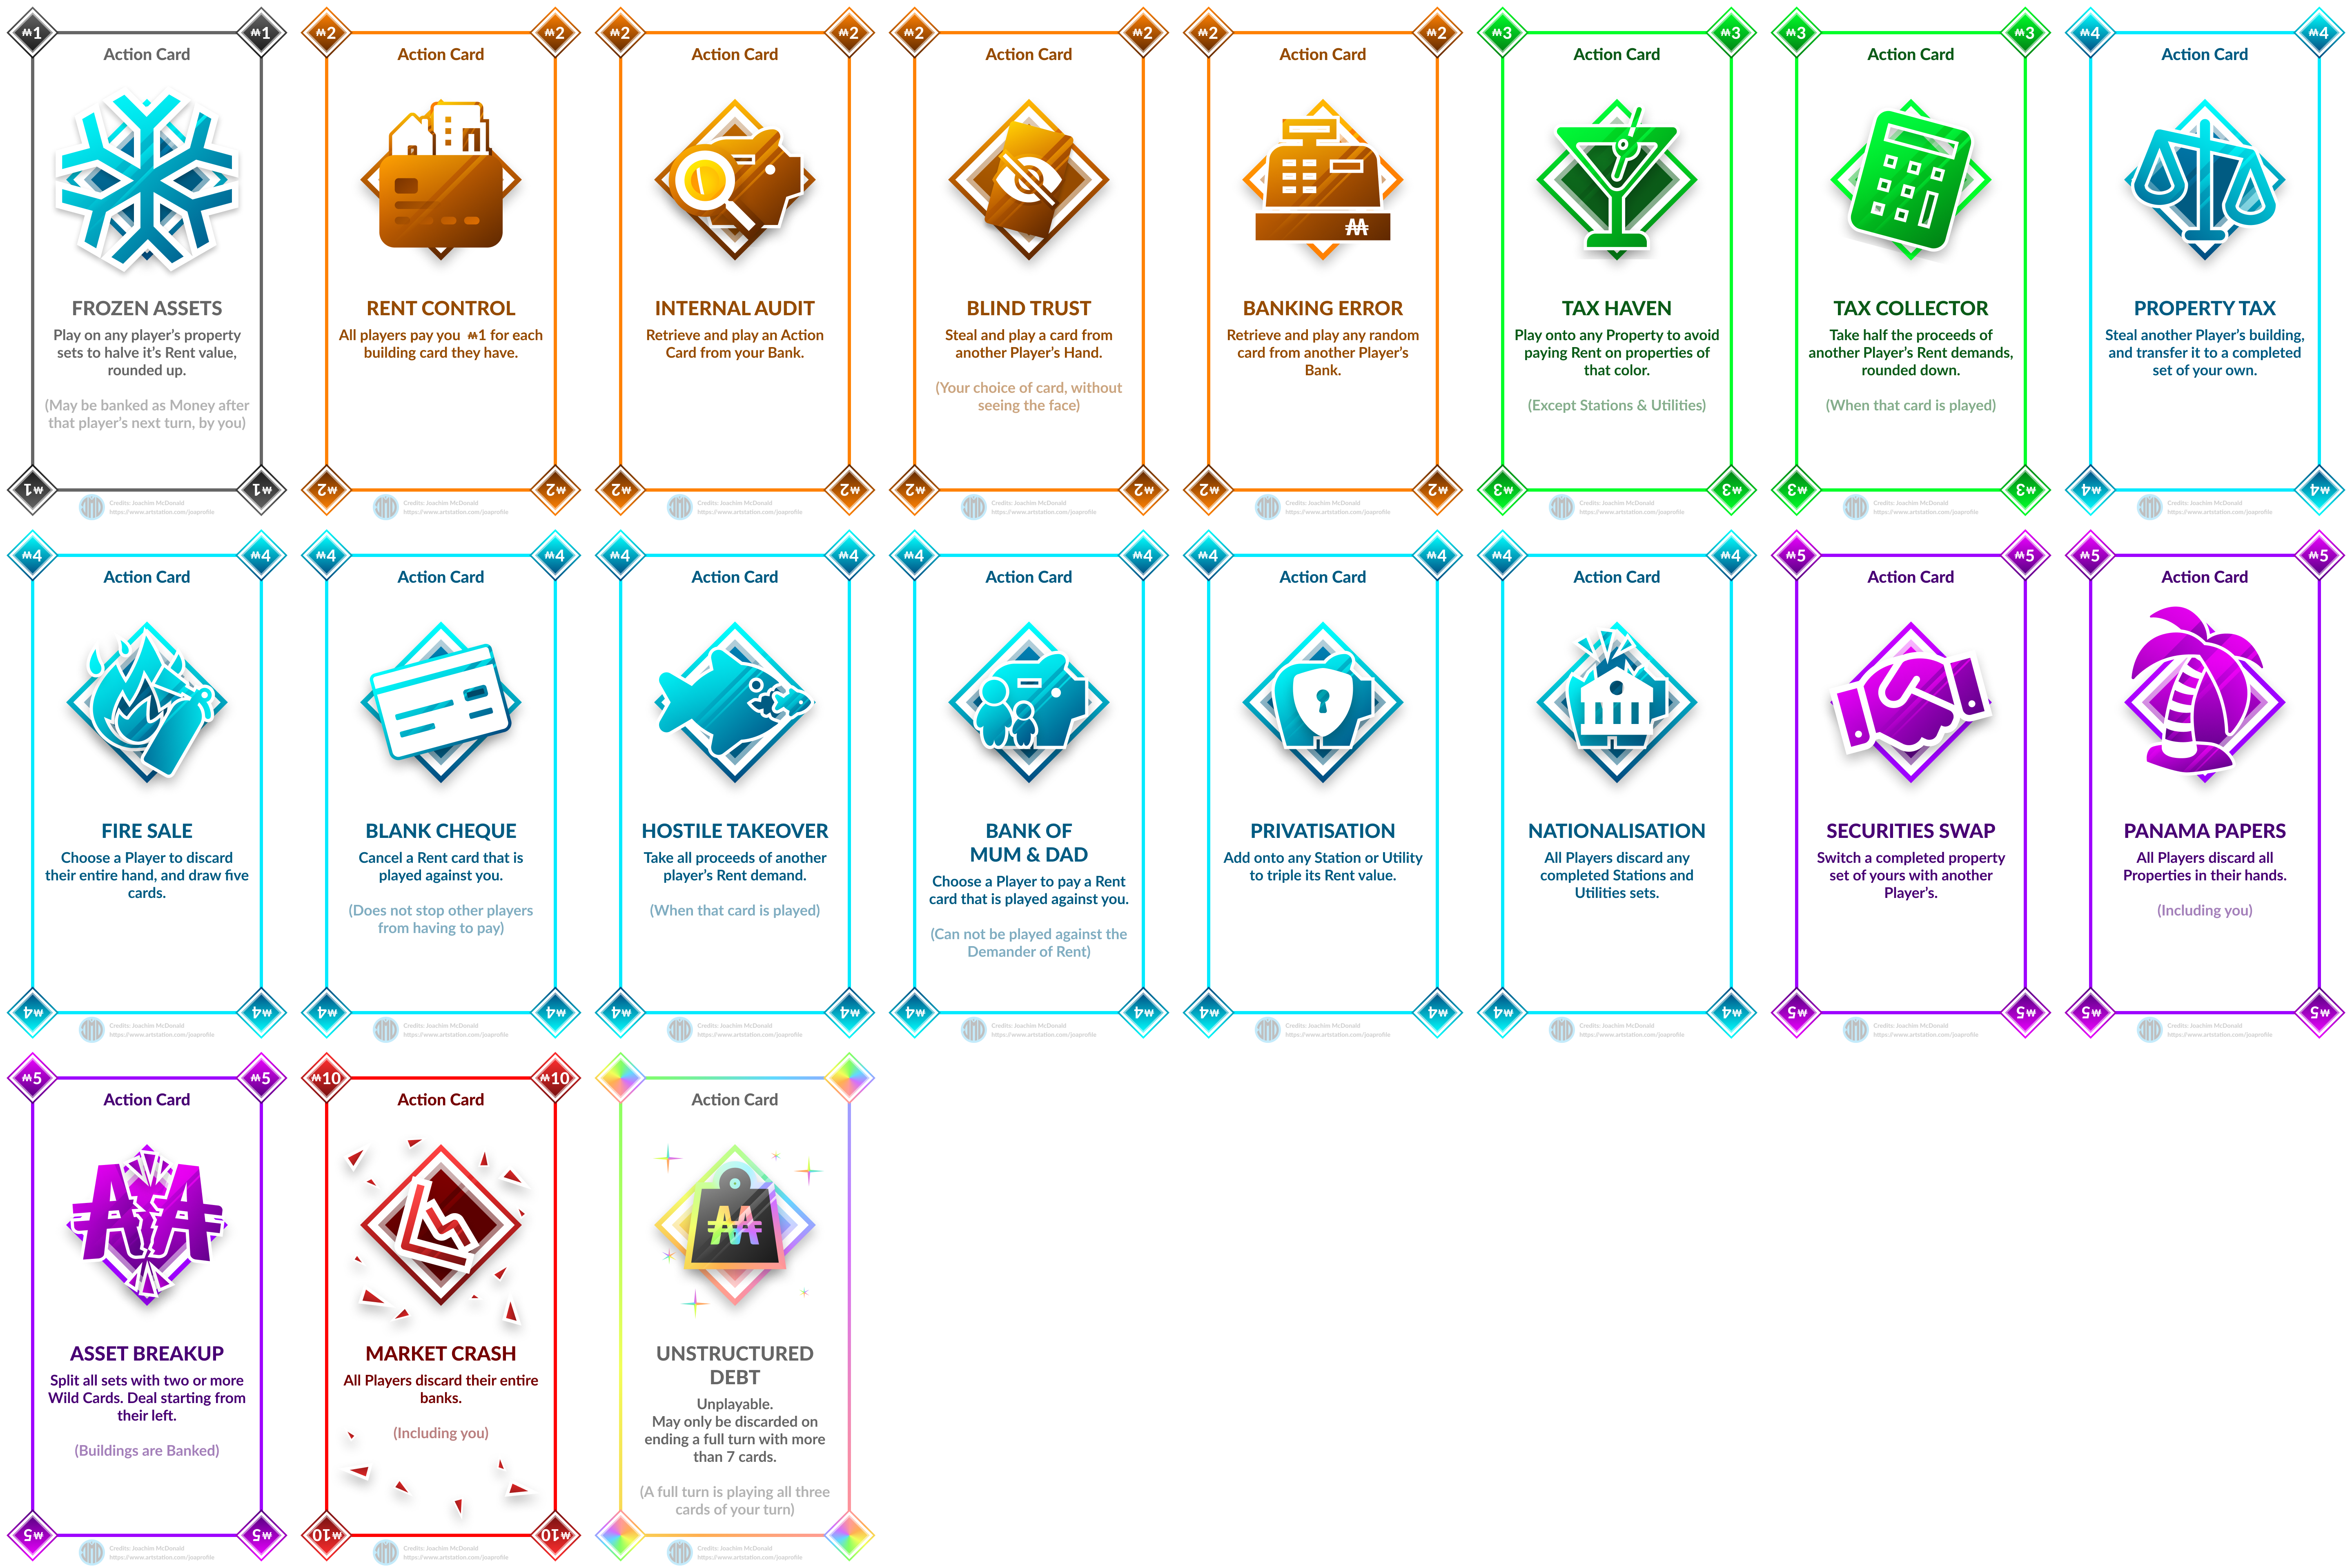 ₩1 ₩1
Action Card
FROZEN ASSETS
Play on any player's property
sets to halve it's Rent value,
rounded up.
(May be banked as Money after
that player's next turn, by you)
₩1 ₩1
Credits: Joachim McDonald
https://www.artstation.com/joaprofile
₩2 ₩2
Action Card
RENT CONTROL
All players pay you ₩1 for each
building card they have.
₩2 ₩2
Credits: Joachim McDonald
https://www.artstation.com/joaprofile
₩2 ₩2
Action Card
INTERNAL AUDIT
Retrieve and play an Action
Card from your Bank.
₩2 ₩2
Credits: Joachim McDonald
https://www.artstation.com/joaprofile
₩2 ₩2
Action Card
BLIND TRUST
Steal and play a card from
another Player's Hand.
(Your choice of card, without
seeing the face)
₩2 ₩2
Credits: Joachim McDonald
https://www.artstation.com/joaprofile
₩2 ₩2
Action Card
BANKING ERROR
Retrieve and play any random
card from another Player's
Bank.
₩2 ₩2
Credits: Joachim McDonald
https://www.artstation.com/joaprofile
₩3 ₩3
Action Card
TAX HAVEN
Play onto any Property to avoid
paying Rent on properties of
that color.
(Except Stations & Utilities)
₩3 ₩3
Credits: Joachim McDonald
https://www.artstation.com/joaprofile
₩3 ₩3
Action Card
TAX COLLECTOR
Take half the proceeds of
another Player's Rent demands,
rounded down.
(When that card is played)
₩3 ₩3
Credits: Joachim McDonald
https://www.artstation.com/joaprofile
₩4 ₩4
Action Card
PROPERTY TAX
Steal another Player's building,
and transfer it to a completed
set of your own.
₩4 ₩4
Credits: Joachim McDonald
https://www.artstation.com/joaprofile
₩4 ₩4
Action Card
FIRE SALE
Choose a Player to discard
their entire hand, and draw five
cards.
₩4 ₩4
Credits: Joachim McDonald
https://www.artstation.com/joaprofile
₩4 ₩4
Action Card
BLANK CHEQUE
Cancel a Rent card that is
played against you.
(Does not stop other players
from having to pay)
₩4 ₩4
Credits: Joachim McDonald
https://www.artstation.com/joaprofile
₩4 ₩4
Action Card
HOSTILE TAKEOVER
Take all proceeds of another
player's Rent demand.
(When that card is played)
₩4 ₩4
Credits: Joachim McDonald
https://www.artstation.com/joaprofile
₩4 ₩4
Action Card
BANK OF
MUM & DAD
Choose a Player to pay a Rent
card that is played against you.
(Can not be played against the
Demander of Rent)
₩4 ₩4
Credits: Joachim McDonald
https://www.artstation.com/joaprofile
₩4 ₩4
Action Card
PRIVATISATION
Add onto any Station or Utility
to triple its Rent value.
₩4 ₩4
Credits: Joachim McDonald
https://www.artstation.com/joaprofile
₩4 ₩4
Action Card
NATIONALISATION
All Players discard any
completed Stations and
Utilities sets.
₩4 ₩4
Credits: Joachim McDonald
https://www.artstation.com/joaprofile
₩5 ₩5
Action Card
SECURITIES SWAP
Switch a completed property
set of yours with another
Player's.
₩5 ₩5
Credits: Joachim McDonald
https://www.artstation.com/joaprofile
₩5 ₩5
Action Card
PANAMA PAPERS
All Players discard all
Properties in their hands.
(Including you)
₩5 ₩5
Credits: Joachim McDonald
https://www.artstation.com/joaprofile
₩5 ₩5
Action Card
ASSET BREAKUP
Split all sets with two or more
Wild Cards. Deal starting from
their left.
(Buildings are Banked)
₩5 ₩5
Credits: Joachim McDonald
https://www.artstation.com/joaprofile
₩10 ₩10
Action Card
MARKET CRASH
All Players discard their entire
banks.
(Including you)
₩10 ₩10
Credits: Joachim McDonald
https://www.artstation.com/joaprofile
Action Card
UNSTRUCTURED
DEBT
Unplayable.
May only be discarded on
ending a full turn with more
than 7 cards.
(A full turn is playing all three
cards of your turn)
Credits: Joachim McDonald
https://www.artstation.com/joaprofile